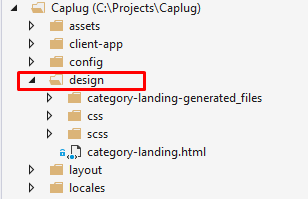 Caplug (C:\Projects\Caplug)
assets
client-app
config
design
category-landing-generated_files
css
scss
category-landing.html
layout
locales